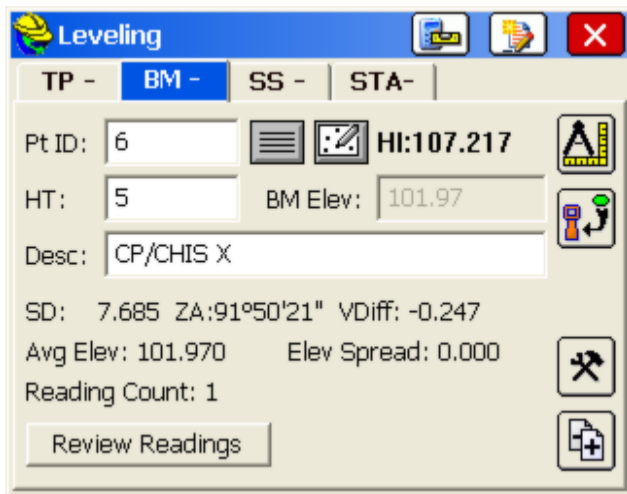 Leveling
TP - BM - SS - STA-
Pt ID: 6 HI:107.217
HT: 5 BM Elev: 101.97
Desc: CP/CHIS X
SD: 7.685 ZA:91°50'21" VDiff: -0.247
Avg Elev: 101.970 Elev Spread: 0.000
Reading Count: 1
Review Readings